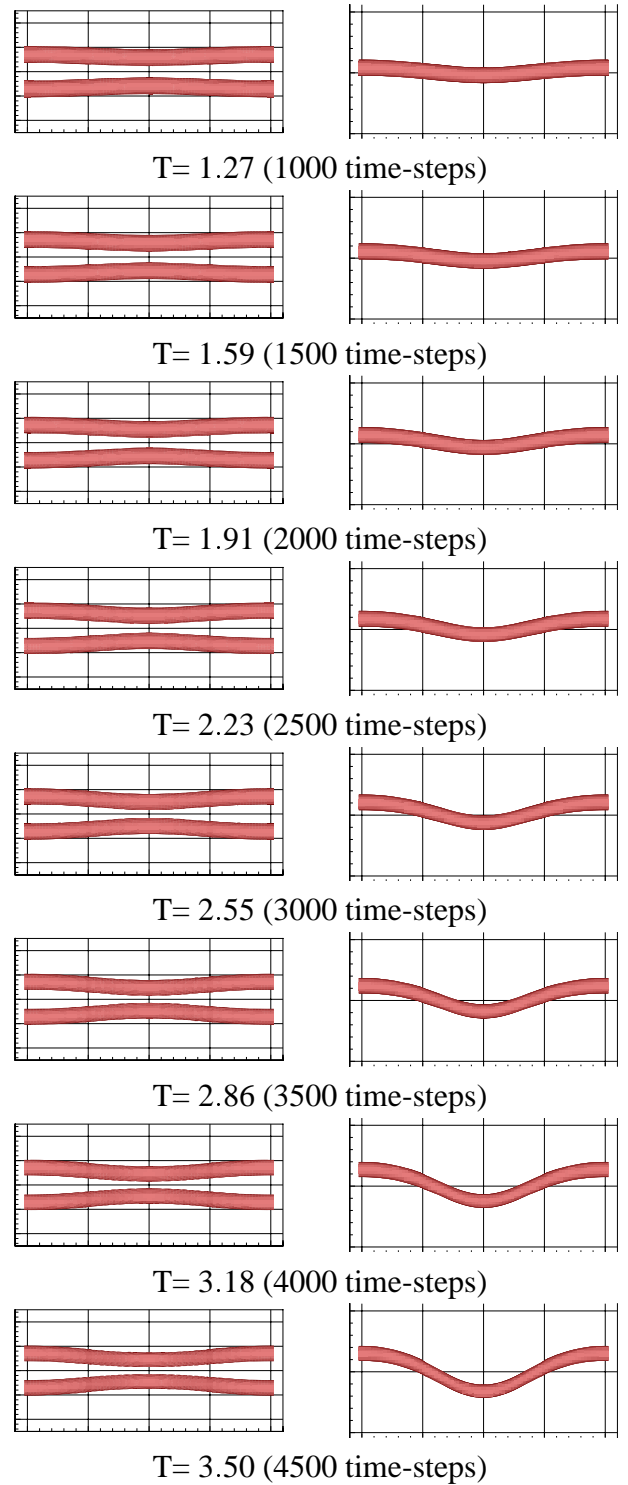 T= 1.27 (1000 time-steps)
T= 1.59 (1500 time-steps)
T= 1.91 (2000 time-steps)
T= 2.23 (2500 time-steps)
T= 2.55 (3000 time-steps)
T= 2.86 (3500 time-steps)
T= 3.18 (4000 time-steps)
T= 3.50 (4500 time-steps)